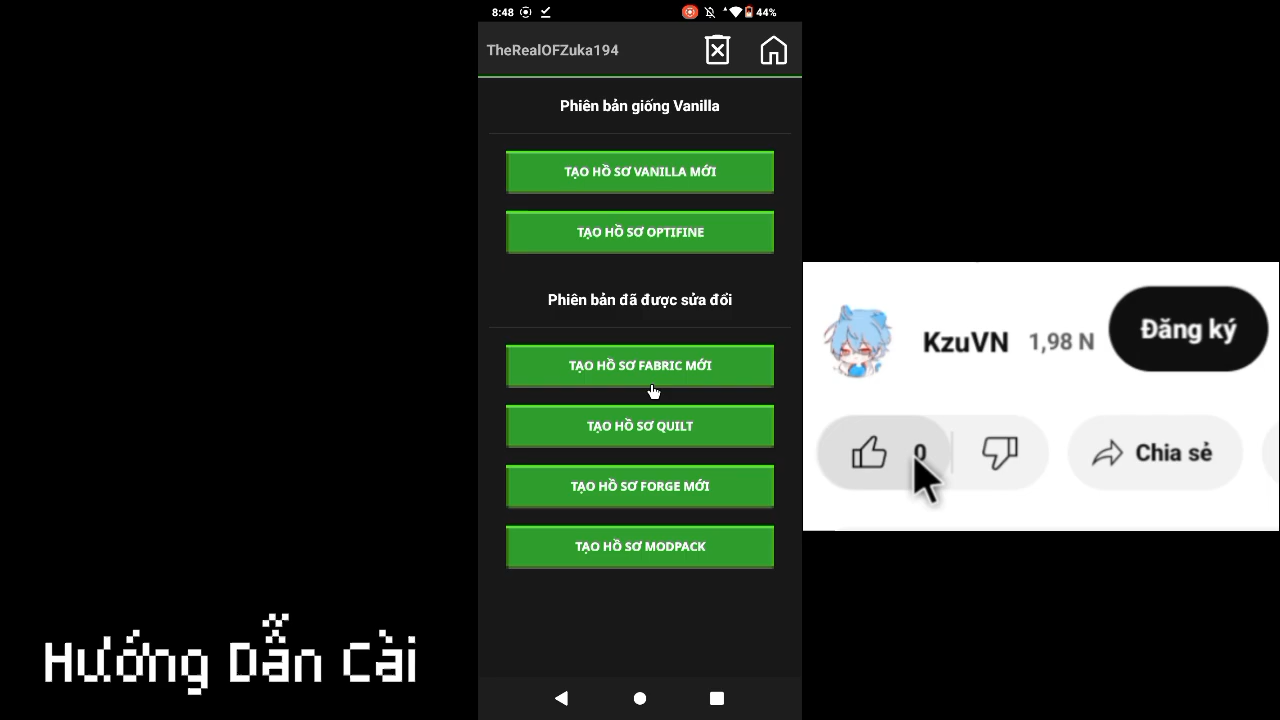 8:48
44%
TheRealOFZuka194
Phiên bản giống Vanilla
TẠO HỒ SƠ VANILLA MỚI
TẠO HỒ SƠ OPTIFINE
Phiên bản đã được sửa đổi
TẠO HỒ SƠ FABRIC MỚI
TẠO HỒ SƠ QUILT
TẠO HỒ SƠ FORGE MỚI
TẠO HỒ SƠ MODPACK
KzuVN 1,98 N Đăng ký
0 Chia sẻ
Hướng Dẫn Cài